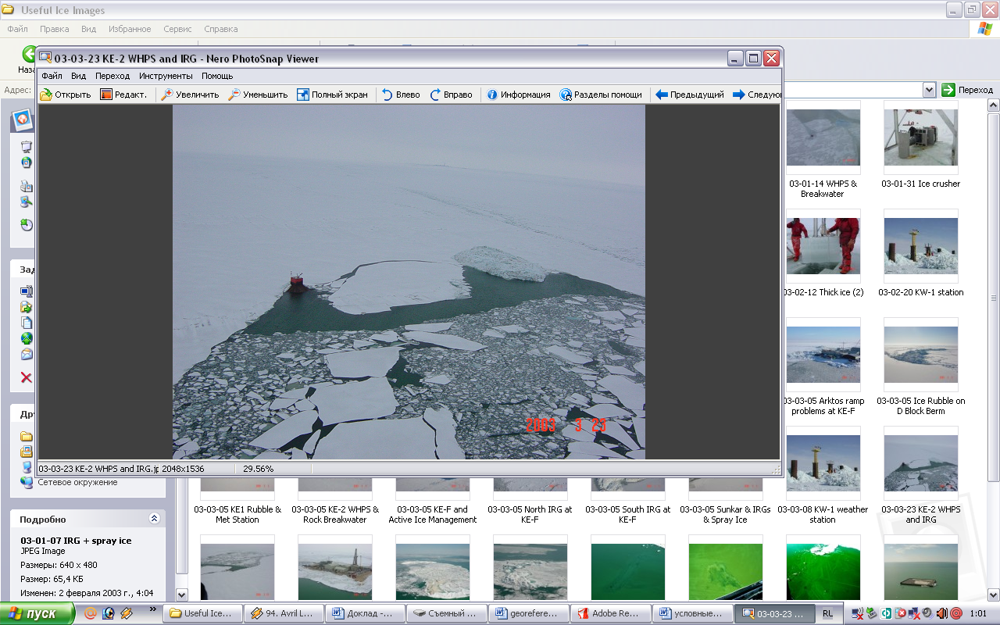 Useful Ice Images
Файл Правка Вид Избранное Сервис Справка
Наза
Адрес:
Переход
03-03-23 KE-2 WHPS and IRG - Nero PhotoSnap Viewer
Файл Вид Переход Инструменты Помощь
Открыть Редакт. Увеличить Уменьшить Полный экран Влево Вправо Информация Разделы помощи Предыдущий Следую
2003 3 23
03-03-23 KE-2 WHPS and IRG.jp 2048x1536 29.56%
Зад
Дру
Сетевое окружение
Подробно
03-01-07 IRG + spray ice
JPEG Image
Размеры: 640 x 480
Размер: 65,4 КБ
Изменен: 2 февраля 2003 г., 4:04
03-01-14 WHPS &
Breakwater
03-01-31 Ice crusher
03-02-12 Thick ice (2)
03-02-20 KW-1 station
03-03-05 Arktos ramp
problems at KE-F
03-03-05 Ice Rubble on
D Block Berm
03-03-05 KE1 Rubble &
Met Station
03-03-05 KE-2 WHPS &
Rock Breakwater
03-03-05 KE-F and
Active Ice Management
03-03-05 North IRG at
KE-F
03-03-05 South IRG at
KE-F
03-03-05 Sunkar & IRGs
& Spray Ice
03-03-08 KW-1 weather
station
03-03-23 KE-2 WHPS
and IRG
пуск
»
Useful Ice...
94. Avril L...
Доклад -...
Съемный ...
georefere...
Adobe Re...
условные...
03-03-23 ...
RL
1:01